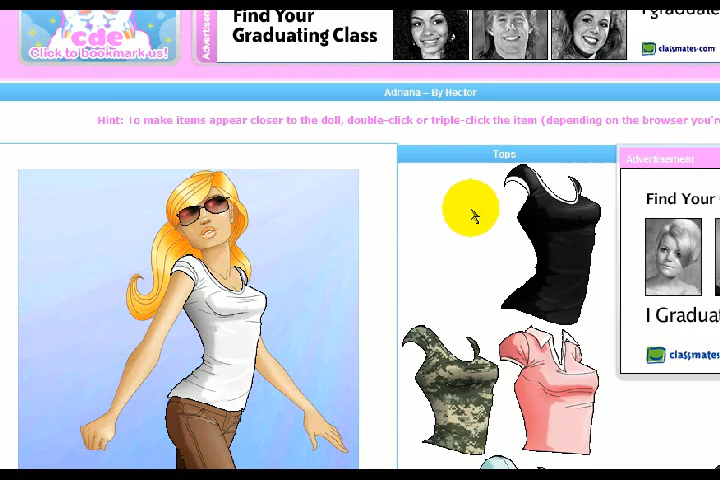 cde
Click to bookmark us!
Find Your
Graduating Class
classmates.com
Adriana – By Hector
Hint: To make items appear closer to the doll, double-click or triple-click the item (depending on the browser you're
Tops
Advertisement
Find Your
I Graduat
classmates